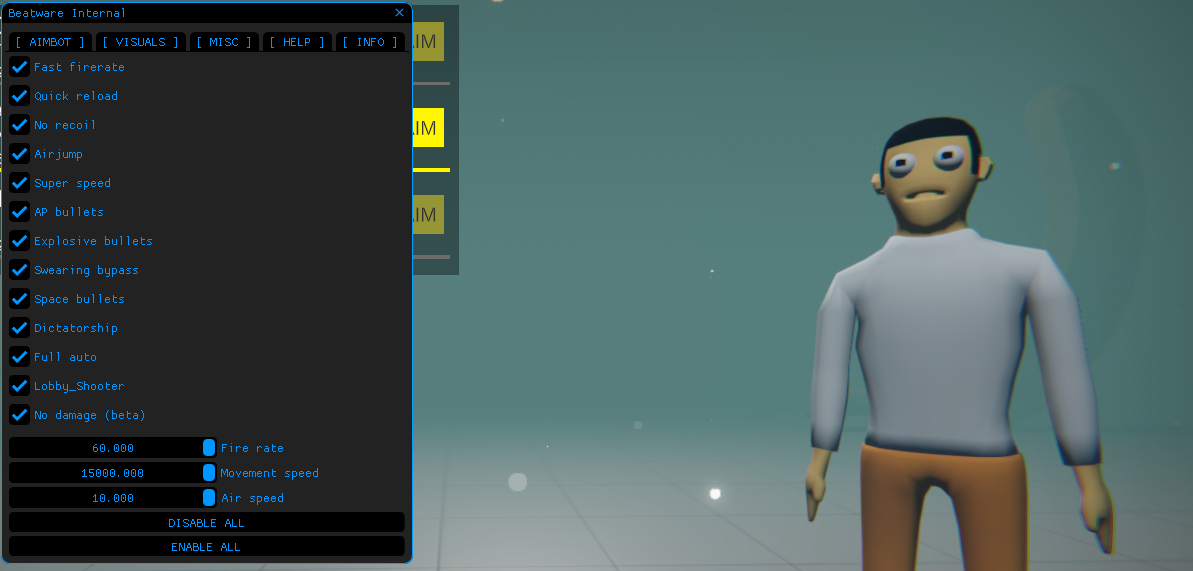 Beatware Internal
[ AIMBOT ] [ VISUALS ] [ MISC ] [ HELP ] [ INFO ]
Fast firerate
Quick reload
No recoil
Airjump
Super speed
AP bullets
Explosive bullets
Swearing bypass
Space bullets
Dictatorship
Full auto
Lobby_Shooter
No damage (beta)
60.000 Fire rate
15000.000 Movement speed
10.000 Air speed
DISABLE ALL
ENABLE ALL